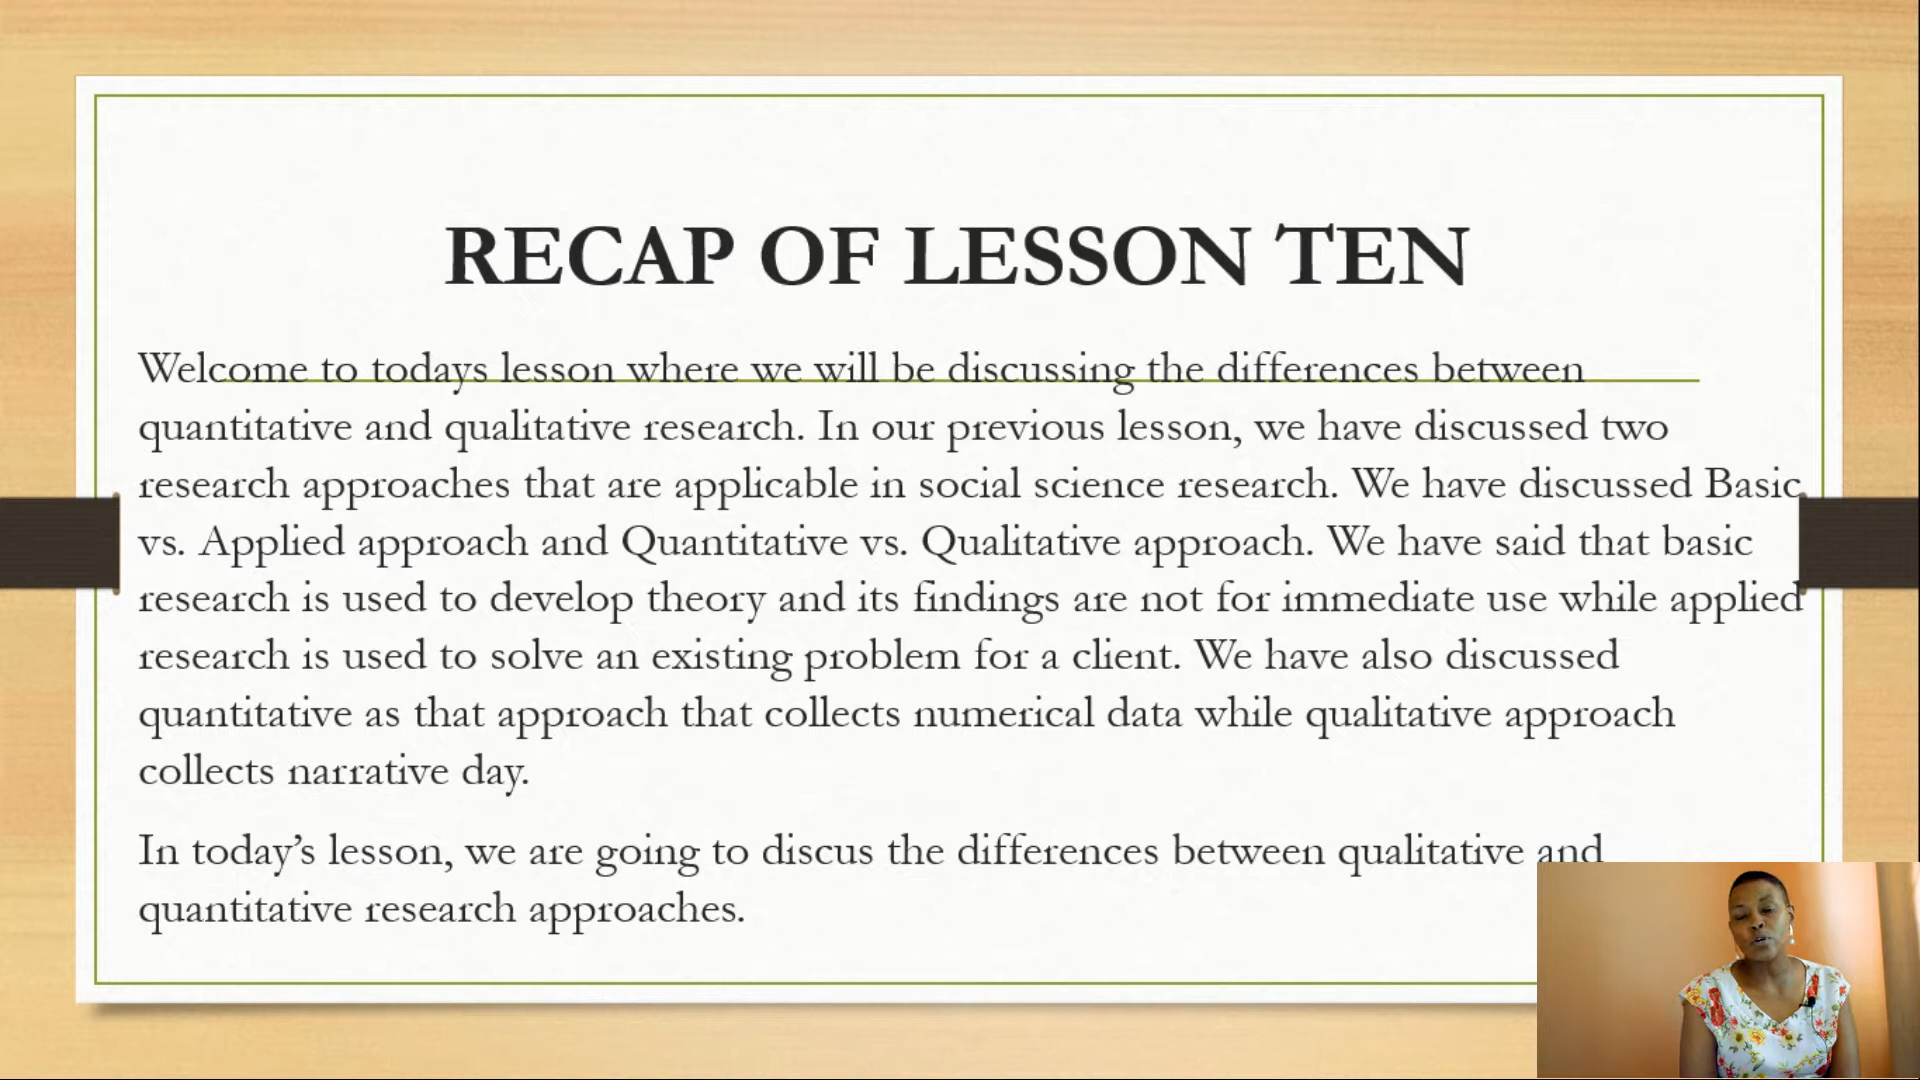 RECAP OF LESSON TEN
Welcome to todays lesson where we will be discussing the differences between
quantitative and qualitative research. In our previous lesson, we have discussed two
research approaches that are applicable in social science research. We have discussed Basic
vs. Applied approach and Quantitative vs. Qualitative approach. We have said that basic
research is used to develop theory and its findings are not for immediate use while applied
research is used to solve an existing problem for a client. We have also discussed
quantitative as that approach that collects numerical data while qualitative approach
collects narrative day.
In today’s lesson, we are going to discus the differences between qualitative and
quantitative research approaches.